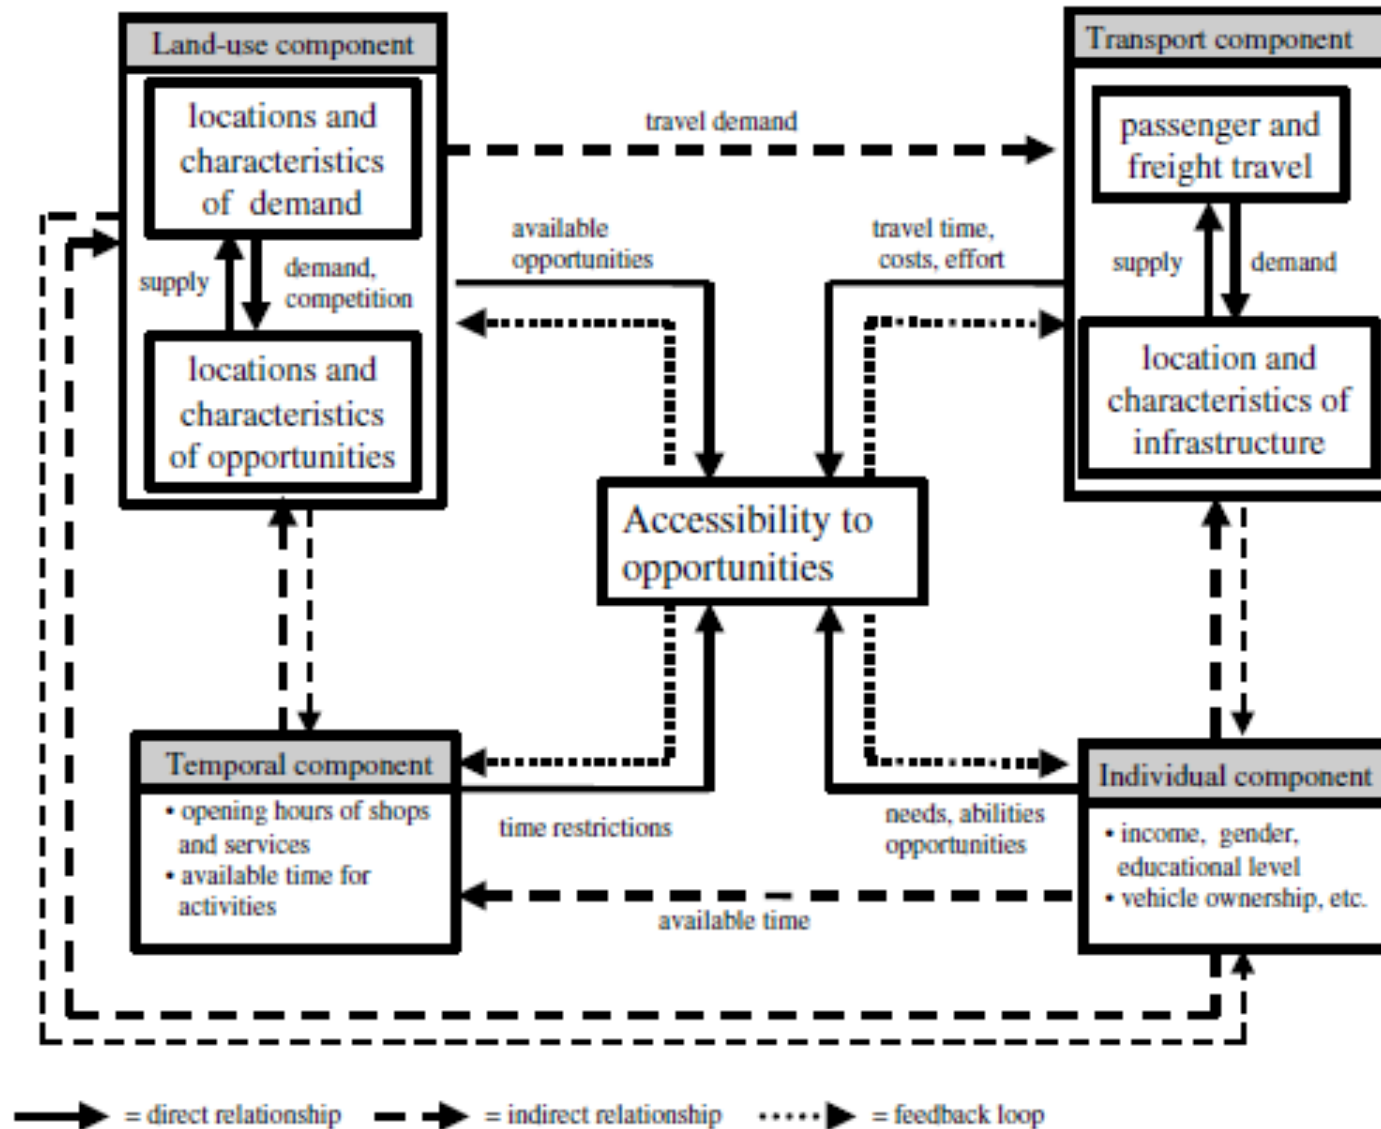 Land-use component
locations and
characteristics
of demand
supply
demand,
competition
locations and
characteristics
of opportunities
travel demand
available
opportunities
travel time,
costs, effort
Transport component
passenger and
freight travel
supply
demand
location and
characteristics of
infrastructure
Accessibility to
opportunities
Temporal component
• opening hours of shops
and services
• available time for
activities
time restrictions
needs, abilities
opportunities
available time
Individual component
• income, gender,
educational level
• vehicle ownership, etc.
= direct relationship
= indirect relationship
= feedback loop